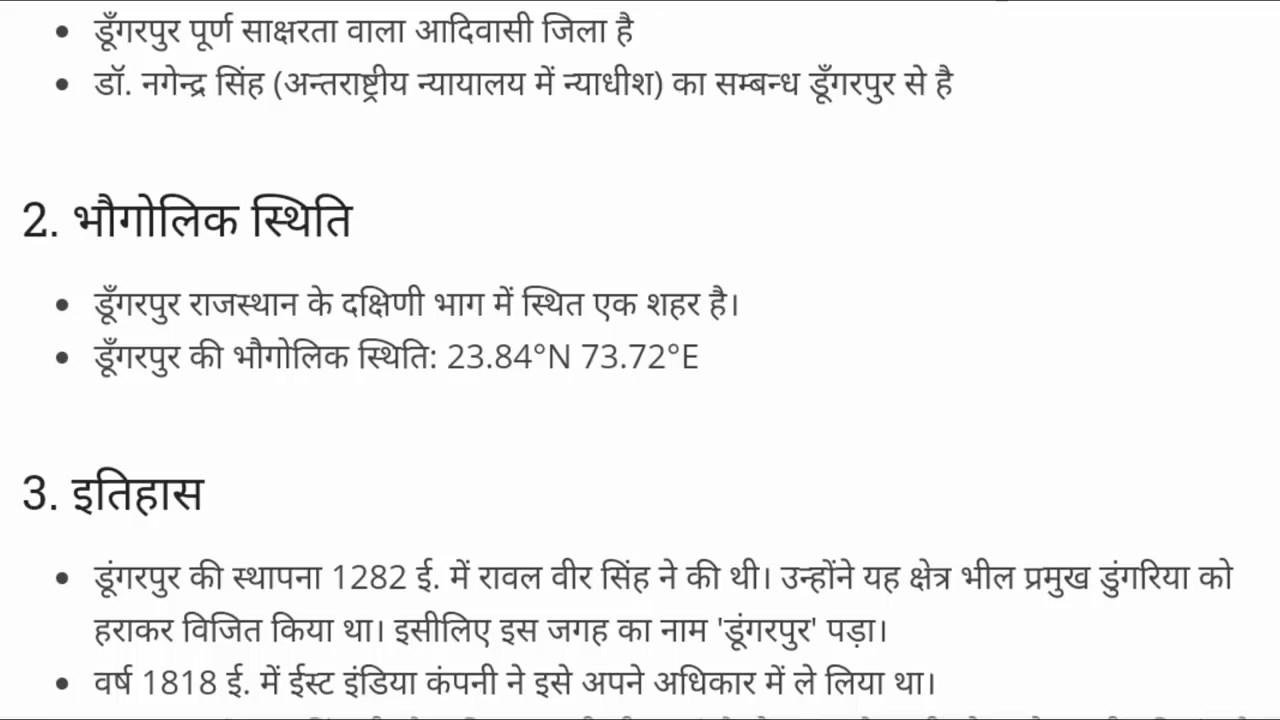 डूँगरपुर पूर्ण साक्षरता वाला आदिवासी जिला है
डॉ. नगेन्द्र सिंह (अन्तराष्ट्रीय न्यायालय में न्याधीश) का सम्बन्ध डूँगरपुर से है
2. भौगोलिक स्थिति
डूँगरपुर राजस्थान के दक्षिणी भाग में स्थित एक शहर है।
डूँगरपुर की भौगोलिक स्थिति: 23.84°N 73.72°E
3. इतिहास
डूंगरपुर की स्थापना 1282 ई. में रावल वीर सिंह ने की थी। उन्होंने यह क्षेत्र भील प्रमुख डुंगरिया को
हराकर विजित किया था। इसीलिए इस जगह का नाम 'डूंगरपुर' पड़ा।
वर्ष 1818 ई. में ईस्ट इंडिया कंपनी ने इसे अपने अधिकार में ले लिया था।